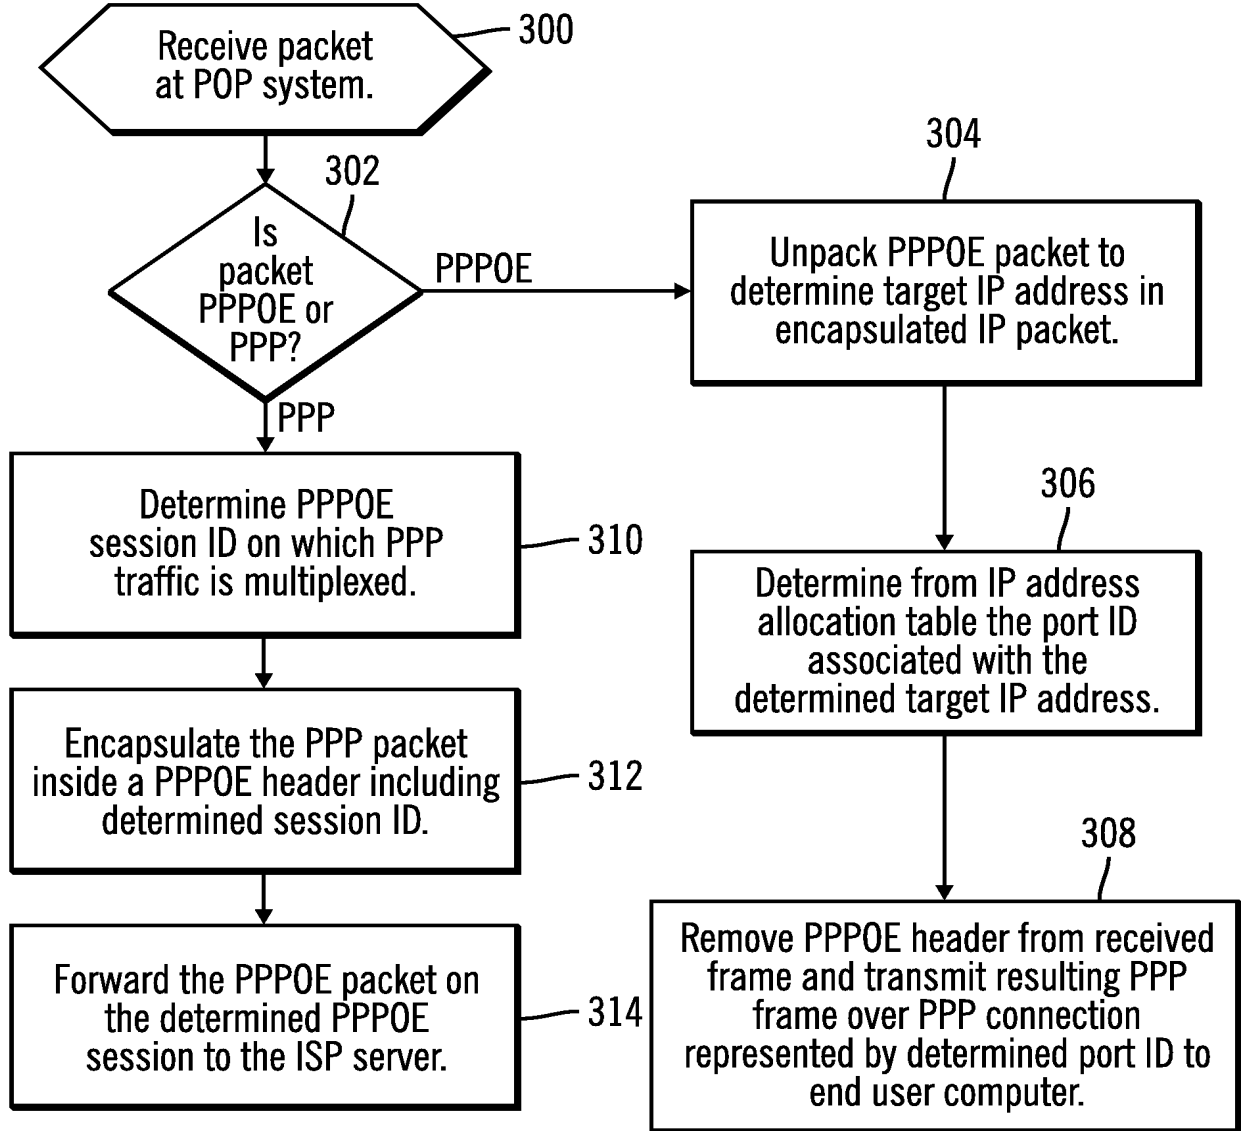 Receive packet
at POP system.
300
302
Is
packet
PPPOE or
PPP?
PPPOE
PPP
304
Unpack PPPOE packet to
determine target IP address in
encapsulated IP packet.
306
Determine from IP address
allocation table the port ID
associated with the
determined target IP address.
308
Remove PPPOE header from received
frame and transmit resulting PPP
frame over PPP connection
represented by determined port ID to
end user computer.
Determine PPPOE
session ID on which PPP
traffic is multiplexed.
310
Encapsulate the PPP packet
inside a PPPOE header including
determined session ID.
312
Forward the PPPOE packet on
the determined PPPOE
session to the ISP server.
314